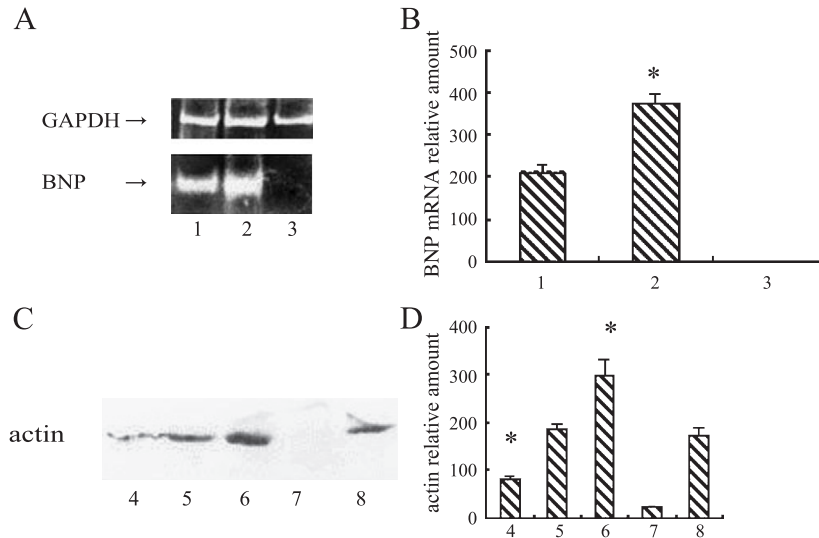 A
GAPDH →
BNP →
1 2 3
B
BNP mRNA relative amount
500
400
300
200
100
0
*
1 2 3
C
actin
4 5 6 7 8
D
actin relative amount
400
300
200
100
0
*
*
4 5 6 7 8